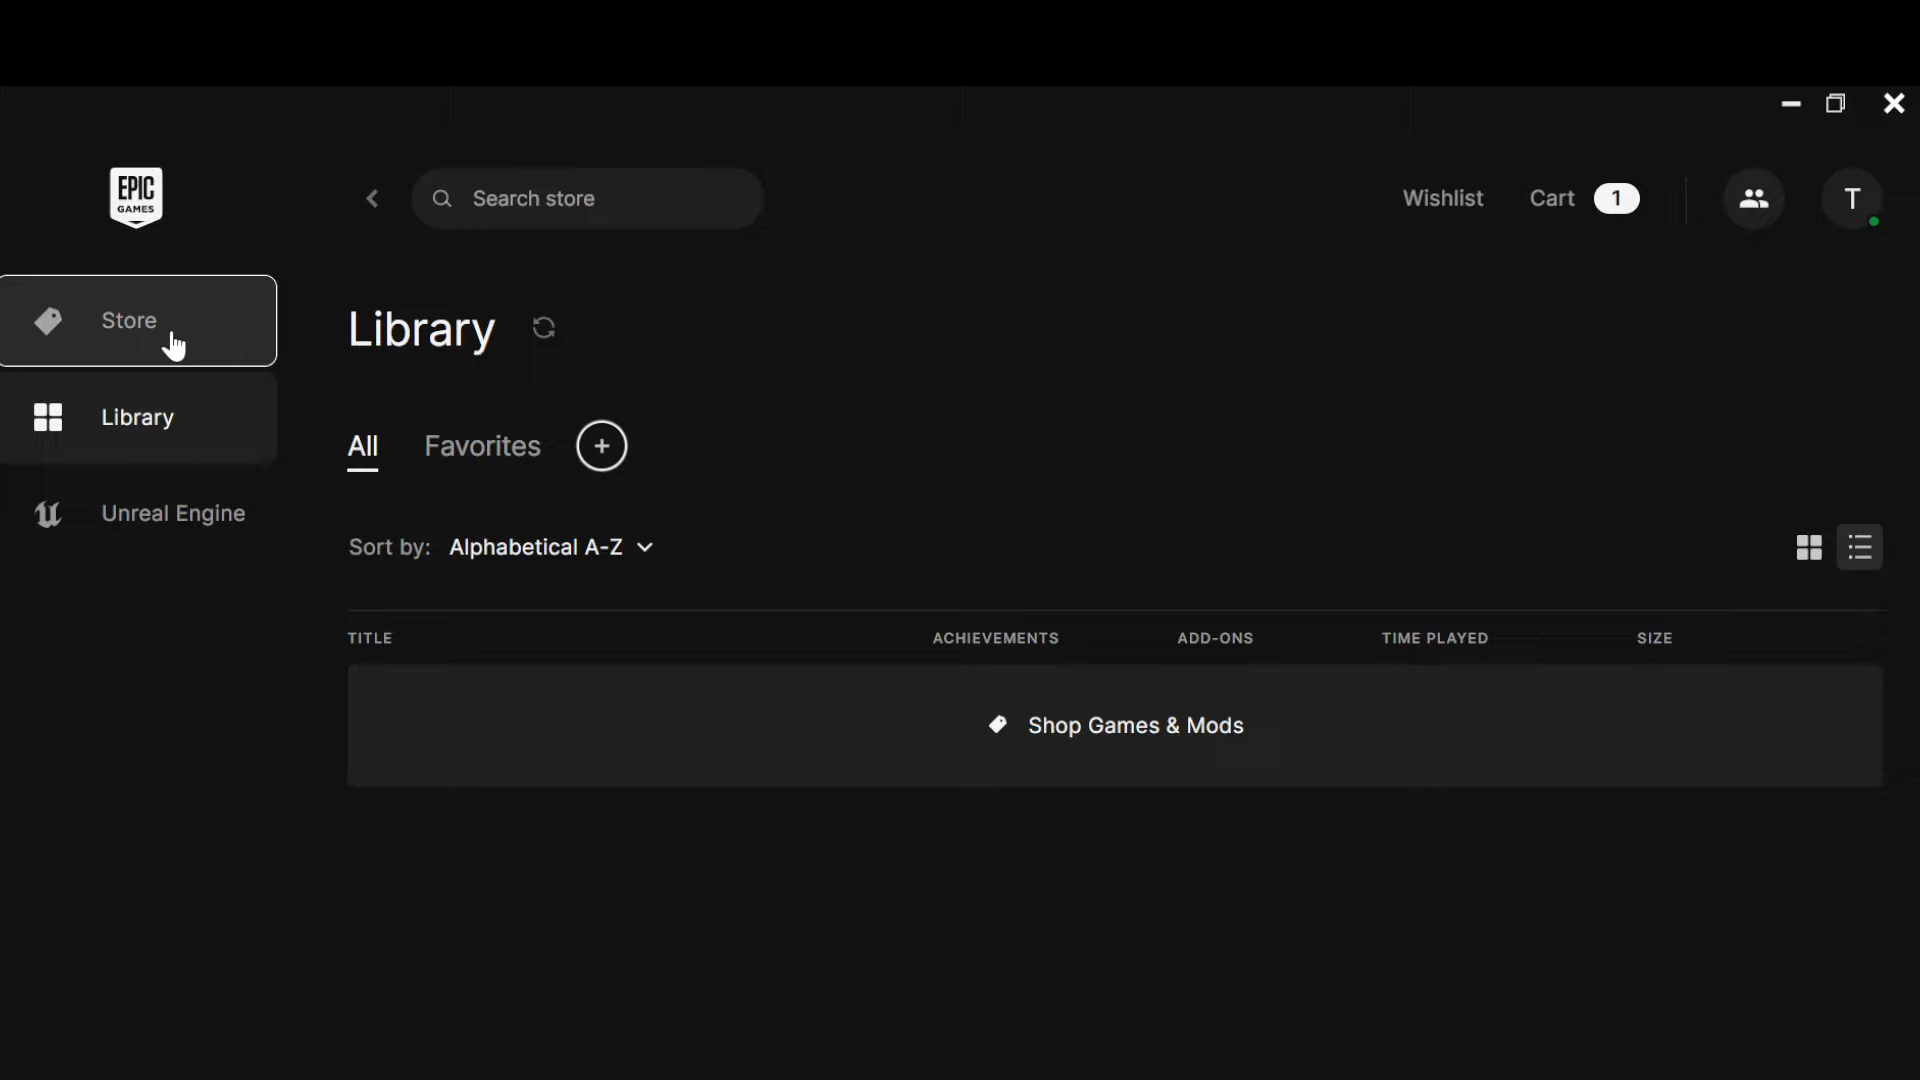 EPIC
GAMES
Search store
Wishlist
Cart 1
T
Store
Library
Unreal Engine
Library
All Favorites +
Sort by: Alphabetical A-Z
TITLE ACHIEVEMENTS ADD-ONS TIME PLAYED SIZE
Shop Games & Mods